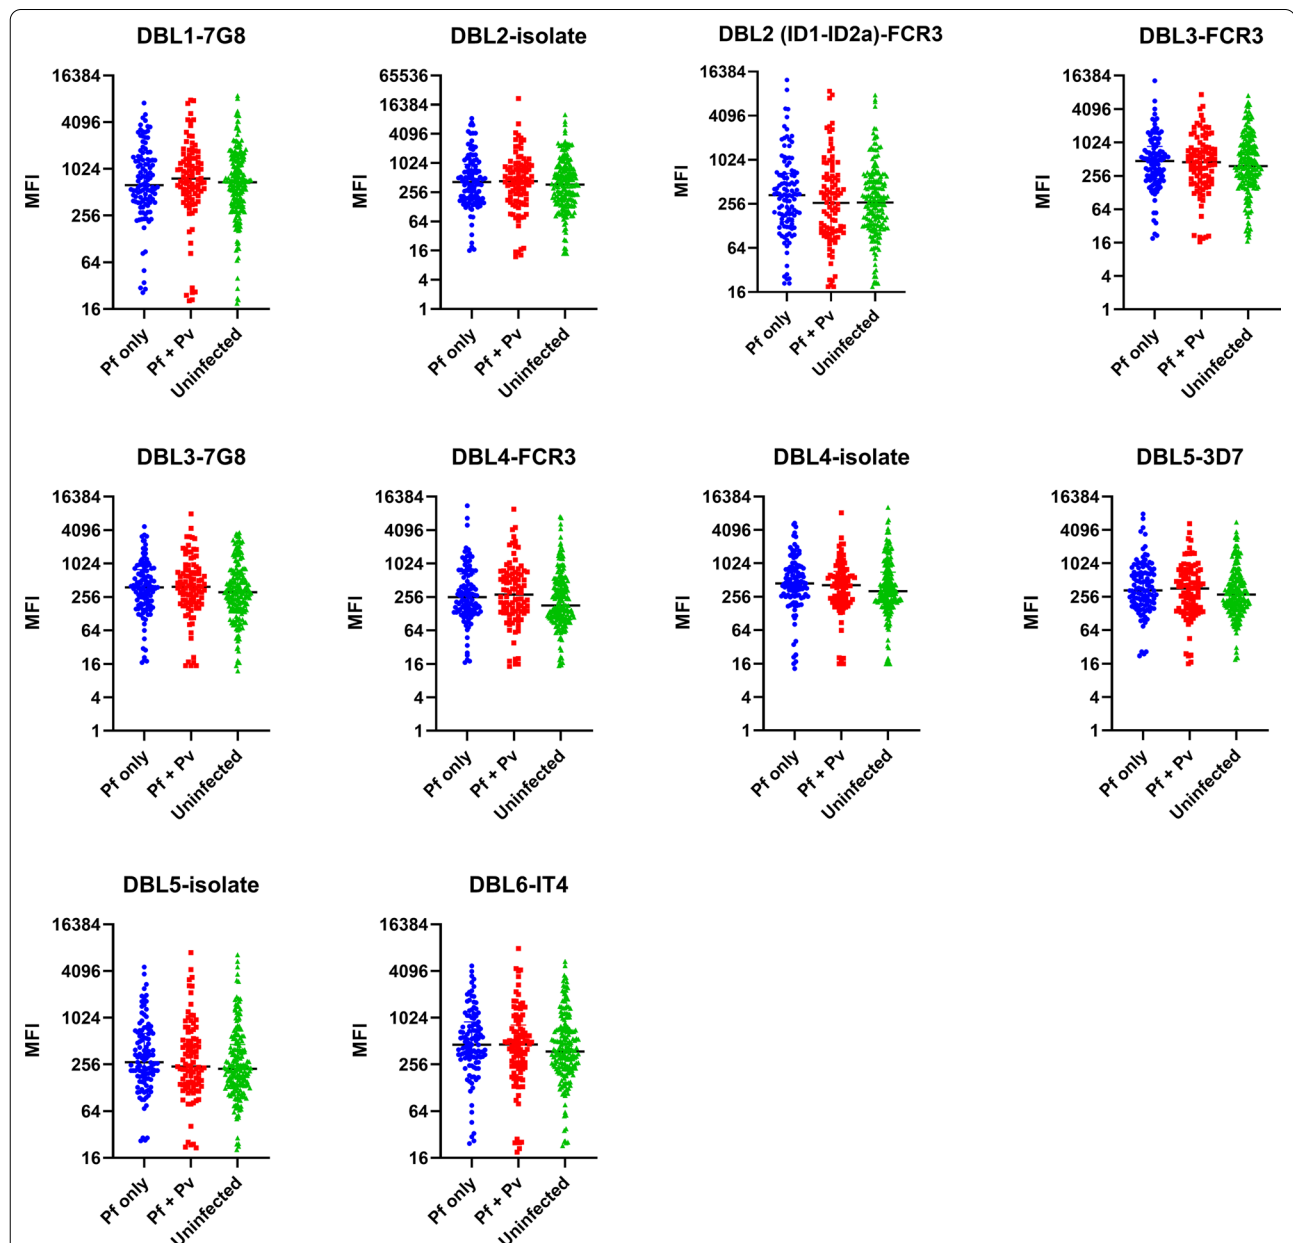 DBL1-7G8
DBL2-isolate
DBL2 (ID1-ID2a)-FCR3
DBL3-FCR3
MFI
16384
4096
1024
256
64
16
Pf only
Pf + Pv
Uninfected
MFI
65536
16384
4096
1024
256
64
16
4
1
Pf only
Pf + Pv
Uninfected
MFI
16384
4096
1024
256
64
16
Pf only
Pf + Pv
Uninfected
MFI
16384
4096
1024
256
64
16
4
1
Pf only
Pf + Pv
Uninfected
DBL3-7G8
DBL4-FCR3
DBL4-isolate
DBL5-3D7
MFI
16384
4096
1024
256
64
16
4
1
Pf only
Pf + Pv
Uninfected
MFI
16384
4096
1024
256
64
16
4
1
Pf only
Pf + Pv
Uninfected
MFI
16384
4096
1024
256
64
16
4
1
Pf only
Pf + Pv
Uninfected
MFI
16384
4096
1024
256
64
16
4
1
Pf only
Pf + Pv
Uninfected
DBL5-isolate
DBL6-IT4
MFI
16384
4096
1024
256
64
16
Pf only
Pf + Pv
Uninfected
MFI
16384
4096
1024
256
64
16
Pf only
Pf + Pv
Uninfected